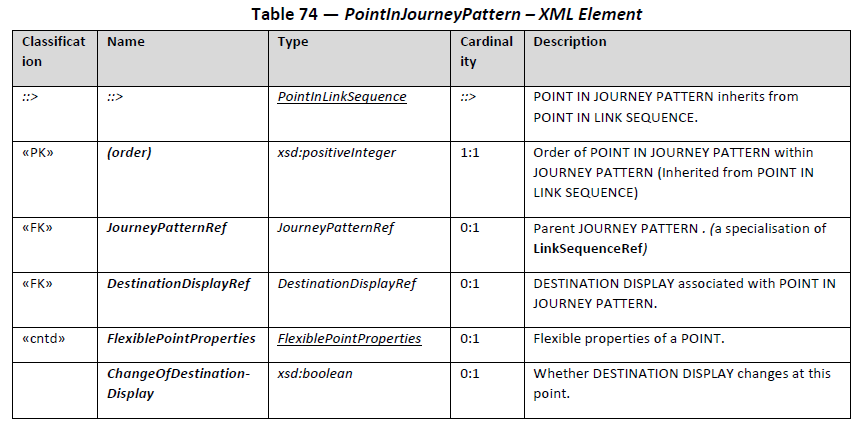 Table 74 — PointInJourneyPattern – XML Element
Classificat
ion
Name
Type
Cardinal
ity
Description
::>
::>
PointInLinkSequence
::>
POINT IN JOURNEY PATTERN inherits from
POINT IN LINK SEQUENCE.
«PK»
(order)
xsd:positiveInteger
1:1
Order of POINT IN JOURNEY PATTERN within
JOURNEY PATTERN (Inherited from POINT IN
LINK SEQUENCE)
«FK»
JourneyPatternRef
JourneyPatternRef
0:1
Parent JOURNEY PATTERN . (a specialisation of
LinkSequenceRef)
«FK»
DestinationDisplayRef
DestinationDisplayRef
0:1
DESTINATION DISPLAY associated with POINT IN
JOURNEY PATTERN.
«cntd»
FlexiblePointProperties
FlexiblePointProperties
0:1
Flexible properties of a POINT.
ChangeOfDestination-
Display
xsd:boolean
0:1
Whether DESTINATION DISPLAY changes at this
point.